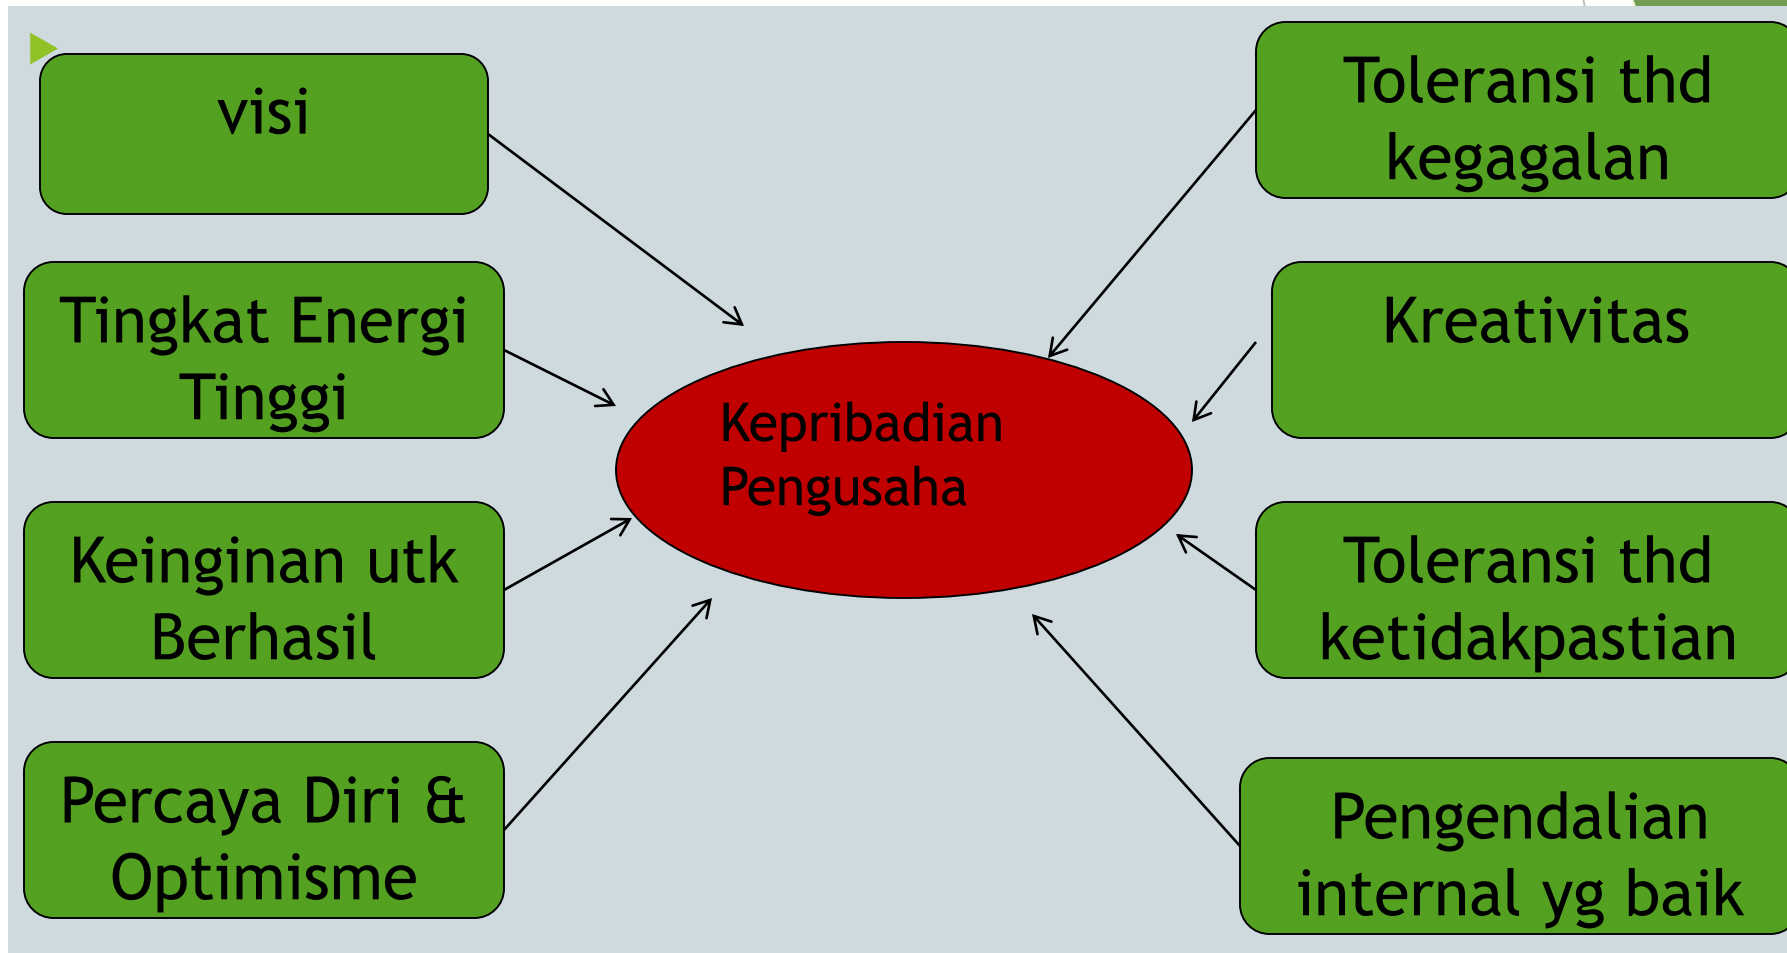 visi
Tingkat Energi
Tinggi
Keinginan utk
Berhasil
Percaya Diri &
Optimisme
Kepribadian
Pengusaha
Toleransi thd
kegagalan
Kreativitas
Toleransi thd
ketidakpastian
Pengendalian
internal yg baik